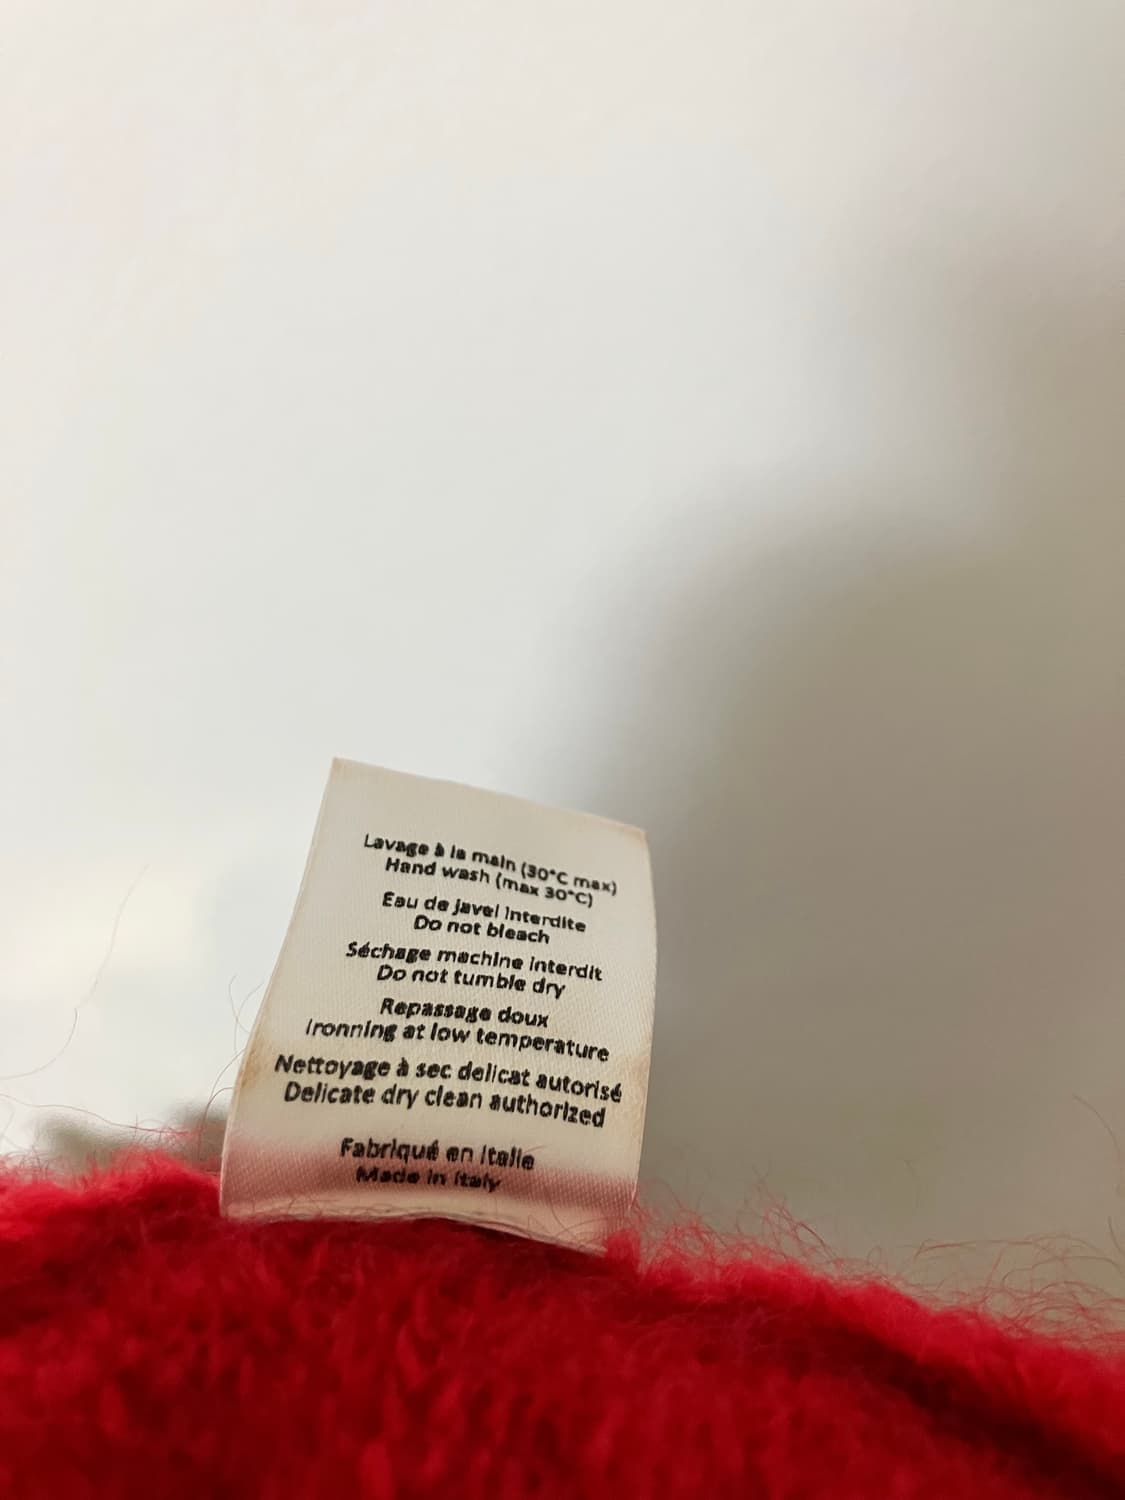 Lavage à la main (30°C max)
Hand wash (max 30°C)
Eau de javel interdite
Do not bleach
Séchage machine interdit
Do not tumble dry
Repassage doux
Ironning at low temperature
Nettoyage à sec delicat autorisé
Delicate dry clean authorized
Fabriqué en Italie
Made in Italy